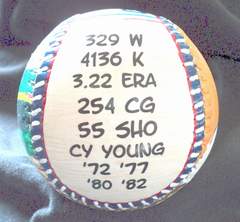 329 W
4136 K
3.22 ERA
254 CG
55 SHO
CY YOUNG
'72 '77
'80 '82